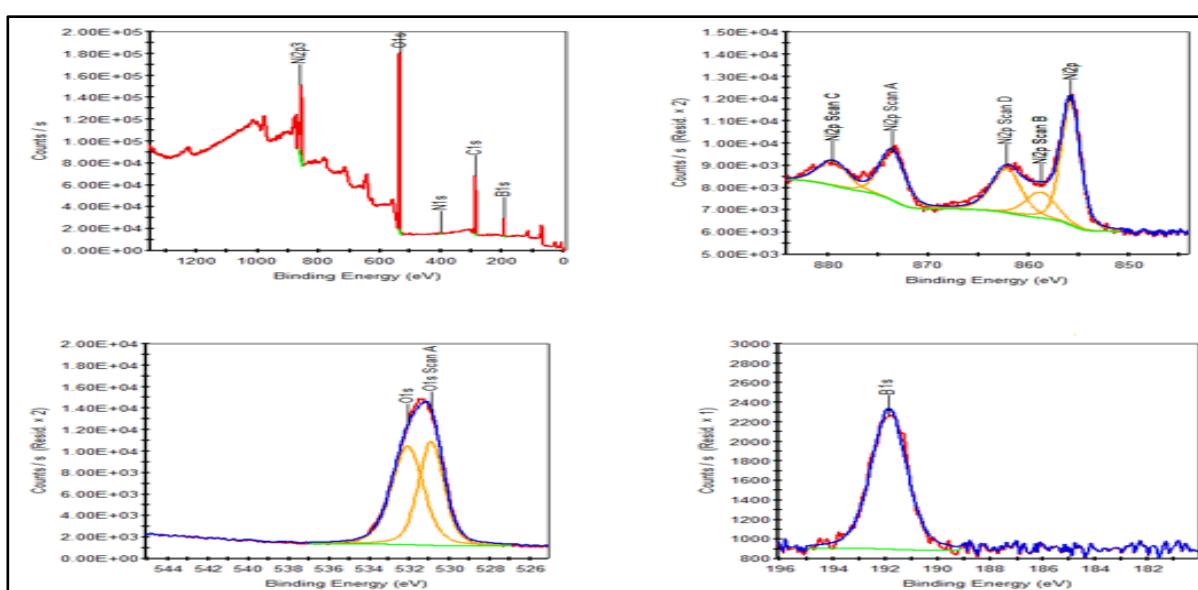 2.00E+05
1.80E+05
1.60E+05
1.40E+05
1.20E+05
1.00E+05
8.00E+04
6.00E+04
4.00E+04
2.00E+04
0.00E+00
Counts / s
Ni2p3
O1s
N1s
C1s
B1s
1200 1000 800 600 400 200 0
Binding Energy (eV)
1.50E+04
1.40E+04
1.30E+04
1.20E+04
1.10E+04
1.00E+04
9.00E+03
8.00E+03
7.00E+03
6.00E+03
5.00E+03
Counts / s (Resid. × 2)
Ni2p Scan C
Ni2p Scan A
Ni2p Scan D
Ni2p Scan B
Ni2p
880 870 860 850
Binding Energy (eV)
2.00E+04
1.80E+04
1.60E+04
1.40E+04
1.20E+04
1.00E+04
8.00E+03
6.00E+03
4.00E+03
2.00E+03
0.00E+00
Counts / s (Resid. × 2)
O1s
O1s Scan A
544 542 540 538 536 534 532 530 528 526
Binding Energy (eV)
3000
2800
2600
2400
2200
2000
1800
1600
1400
1200
1000
800
Counts / s (Resid. × 1)
B1s
196 194 192 190 188 186 184 182
Binding Energy (eV)